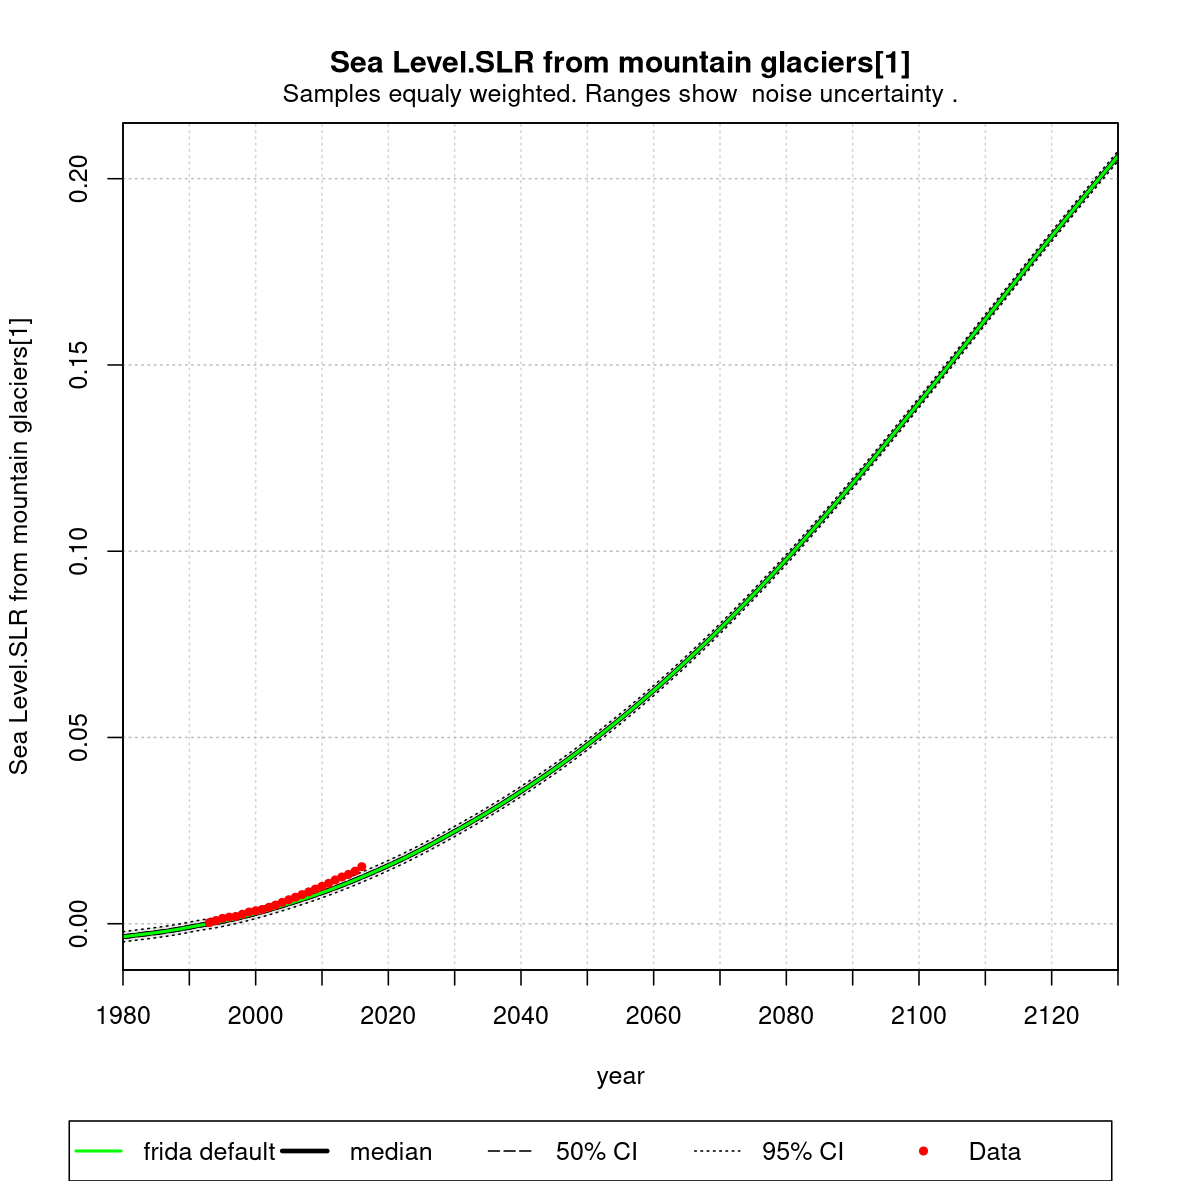 Sea Level.SLR from mountain glaciers[1]
Samples equaly weighted. Ranges show  noise uncertainty .
Sea Level.SLR from mountain glaciers[1]
0.20
0.15
0.10
0.05
0.00
1980 2000 2020 2040 2060 2080 2100 2120
year
frida default median 50% CI 95% CI Data